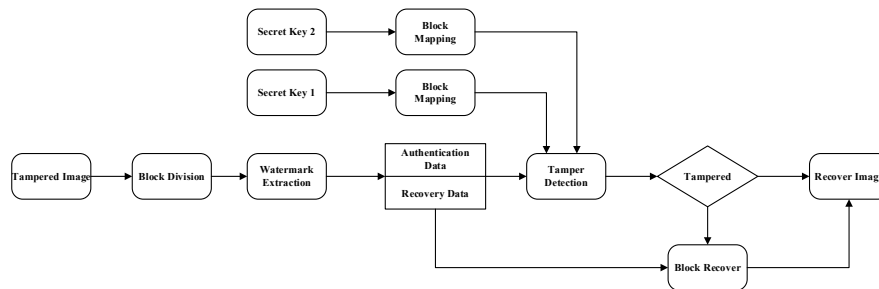 Secret Key 2
Block
Mapping
Secret Key 1
Block
Mapping
Tampered Image
Block Division
Watermark
Extraction
Authentication
Data
Recovery Data
Tamper
Detection
Tampered
Recover Image
Block Recover